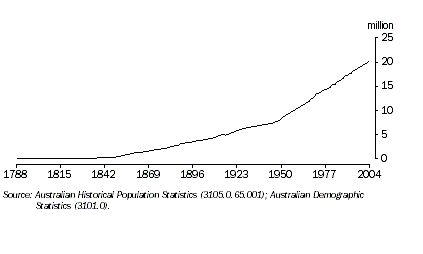 million
25
20
15
10
5
0
1788 1815 1842 1869 1896 1923 1950 1977 2004
Source: Australian Historical Population Statistics (3105.0.65.001); Australian Demographic
Statistics (3101.0).